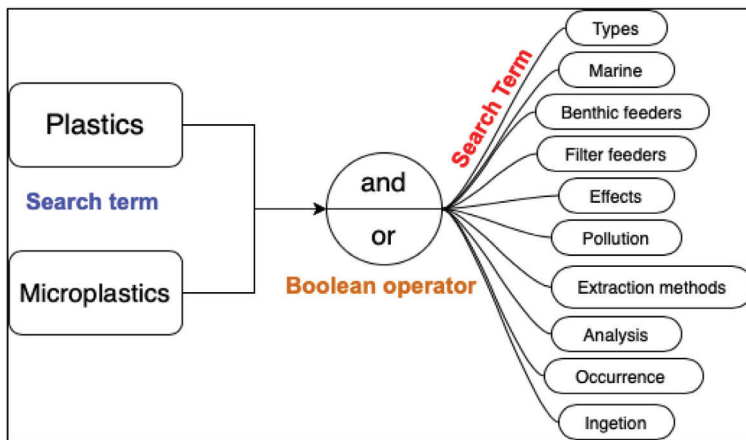 Plastics
Search term
Microplastics
and
or
Boolean operator
Search Term
Types
Marine
Benthic feeders
Filter feeders
Effects
Pollution
Extraction methods
Analysis
Occurrence
Ingetion